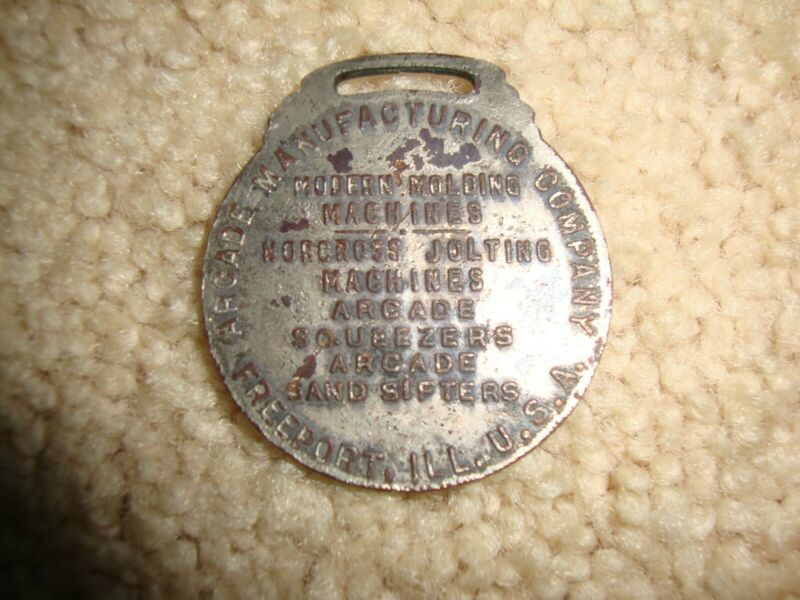 ARCADE MANUFACTURING COMPANY
MODERN MOLDING
MACHINES
NORCROSS JOLTING
MACHINES
ARCADE
SQUEEZERS
ARCADE
SAND SIFTERS
FREEPORT, ILL. U.S.A.